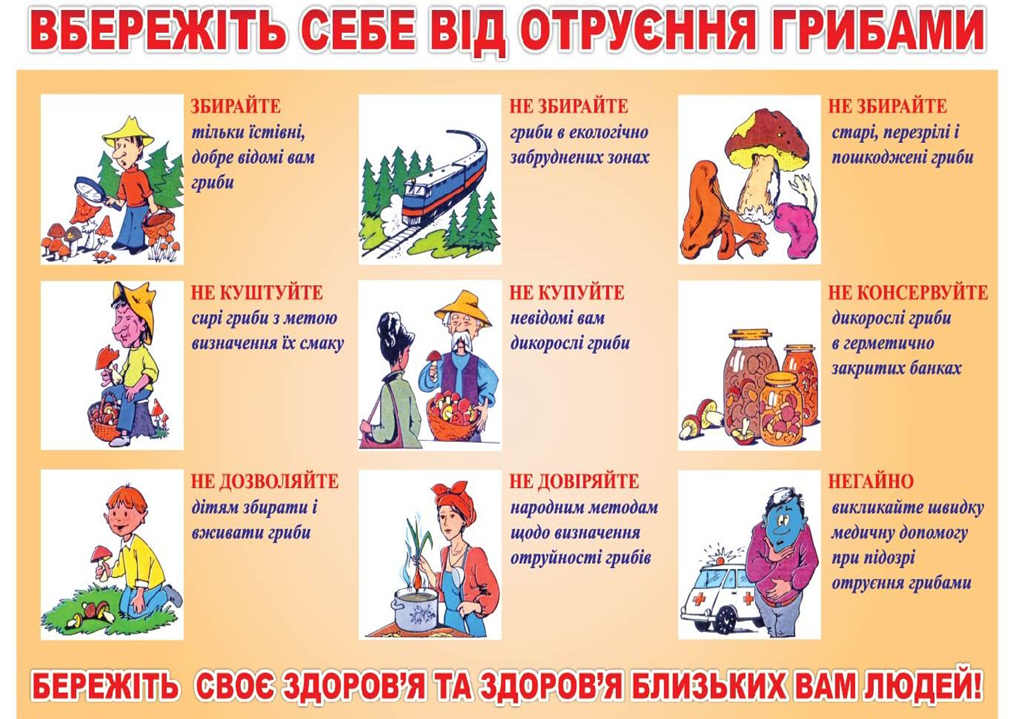 ВБЕРЕЖІТЬ СЕБЕ ВІД ОТРУЄННЯ ГРИБАМИ
ЗБИРАЙТЕ
тільки їстівні,
добре відомі вам
гриби
НЕ ЗБИРАЙТЕ
гриби в екологічно
забруднених зонах
НЕ ЗБИРАЙТЕ
старі, перезрілі і
пошкоджені гриби
НЕ КУШТУЙТЕ
сирі гриби з метою
визначення їх смаку
НЕ КУПУЙТЕ
невідомі вам
дикорослі гриби
НЕ КОНСЕРВУЙТЕ
дикорослі гриби
в герметично
закритих банках
НЕ ДОЗВОЛЯЙТЕ
дітям збирати і
вживати гриби
НЕ ДОВІРЯЙТЕ
народним методам
щодо визначення
отруйності грибів
НЕГАЙНО
викликайте швидку
медичну допомогу
при підозрі
отруєння грибами
БЕРЕЖІТЬ СВОЄ ЗДОРОВ'Я ТА ЗДОРОВ'Я БЛИЗЬКИХ ВАМ ЛЮДЕЙ!